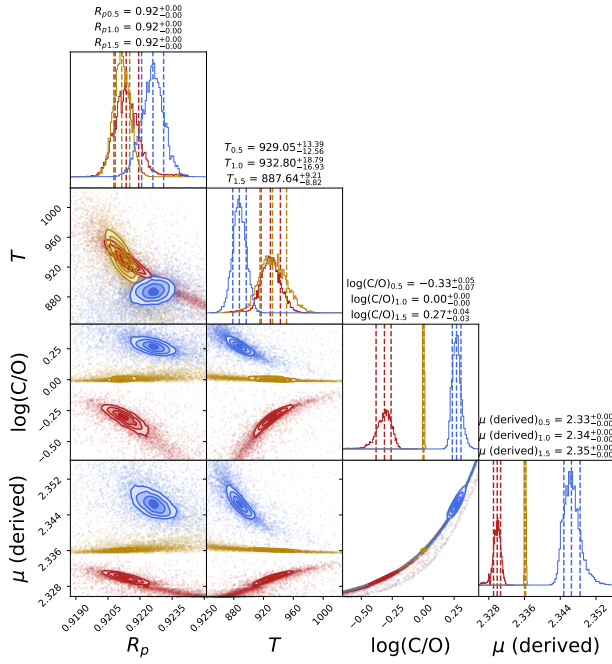 R_p0.5 = 0.92^{+0.00}_{-0.00}
R_p1.0 = 0.92^{+0.00}_{-0.00}
R_p1.5 = 0.92^{+0.00}_{-0.00}
T_{0.5} = 929.05^{+13.39}_{-12.56}
T_{1.0} = 932.80^{+18.79}_{-16.93}
T_{1.5} = 887.64^{+9.21}_{-8.82}
log(C/O)_{0.5} = −0.33^{+0.05}_{-0.07}
log(C/O)_{1.0} = 0.00^{+0.00}_{-0.00}
log(C/O)_{1.5} = 0.27^{+0.04}_{-0.03}
μ (derived)_{0.5} = 2.33^{+0.00}_{-0.00}
μ (derived)_{1.0} = 2.34^{+0.00}_{-0.00}
μ (derived)_{1.5} = 2.35^{+0.00}_{-0.00}
T
1000
960
920
880
log(C/O)
0.25
0.00
−0.25
−0.50
μ (derived)
2.352
2.344
2.336
2.328
0.9190 0.9205 0.9220 0.9235 0.9250
R_p
880 920 960 1000
T
−0.50 −0.25 0.00 0.25
log(C/O)
2.328 2.336 2.344 2.352
μ (derived)